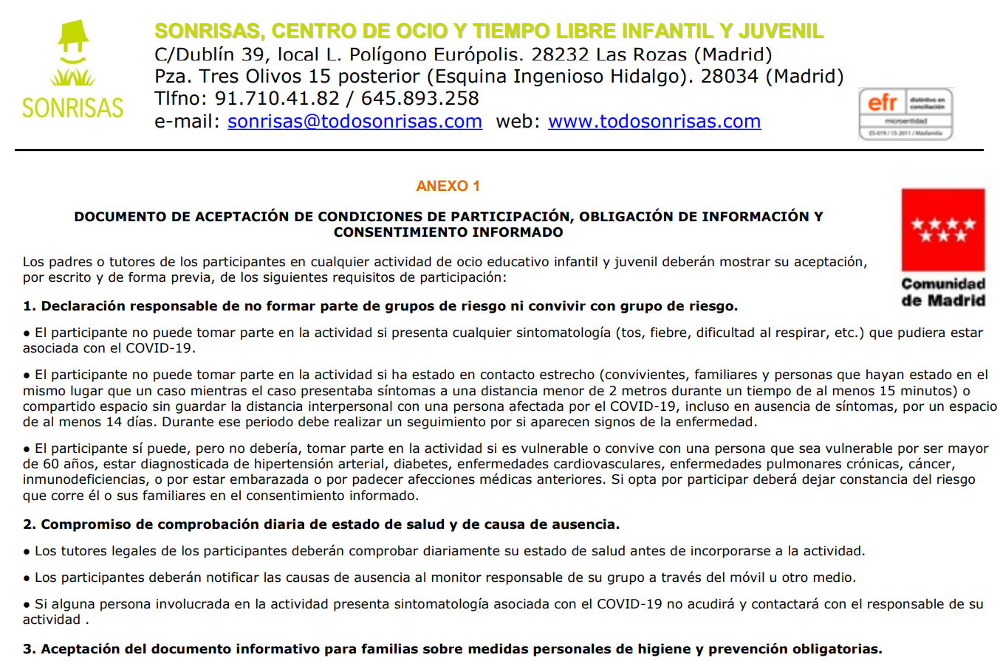 SONRISAS
SONRISAS, CENTRO DE OCIO Y TIEMPO LIBRE INFANTIL Y JUVENIL
C/Dublín 39, local L. Polígono Európolis. 28232 Las Rozas (Madrid)
Pza. Tres Olivos 15 posterior (Esquina Ingenioso Hidalgo). 28034 (Madrid)
Tlfno: 91.710.41.82 / 645.893.258
e-mail: sonrisas@todosonrisas.com web: www.todosonrisas.com
efr
distintivo en
conciliación
microentidad
ES-019 / 15-2011 / Másfamilia
ANEXO 1
DOCUMENTO DE ACEPTACIÓN DE CONDICIONES DE PARTICIPACIÓN, OBLIGACIÓN DE INFORMACIÓN Y
CONSENTIMIENTO INFORMADO
Comunidad
de Madrid
Los padres o tutores de los participantes en cualquier actividad de ocio educativo infantil y juvenil deberán mostrar su aceptación,
por escrito y de forma previa, de los siguientes requisitos de participación:
1. Declaración responsable de no formar parte de grupos de riesgo ni convivir con grupo de riesgo.
● El participante no puede tomar parte en la actividad si presenta cualquier sintomatología (tos, fiebre, dificultad al respirar, etc.) que pudiera estar
asociada con el COVID-19.
● El participante no puede tomar parte en la actividad si ha estado en contacto estrecho (convivientes, familiares y personas que hayan estado en el
mismo lugar que un caso mientras el caso presentaba síntomas a una distancia menor de 2 metros durante un tiempo de al menos 15 minutos) o
compartido espacio sin guardar la distancia interpersonal con una persona afectada por el COVID-19, incluso en ausencia de síntomas, por un espacio
de al menos 14 días. Durante ese periodo debe realizar un seguimiento por si aparecen signos de la enfermedad.
● El participante sí puede, pero no debería, tomar parte en la actividad si es vulnerable o convive con una persona que sea vulnerable por ser mayor
de 60 años, estar diagnosticada de hipertensión arterial, diabetes, enfermedades cardiovasculares, enfermedades pulmonares crónicas, cáncer,
inmunodeficiencias, o por estar embarazada o por padecer afecciones médicas anteriores. Si opta por participar deberá dejar constancia del riesgo
que corre él o sus familiares en el consentimiento informado.
2. Compromiso de comprobación diaria de estado de salud y de causa de ausencia.
● Los tutores legales de los participantes deberán comprobar diariamente su estado de salud antes de incorporarse a la actividad.
● Los participantes deberán notificar las causas de ausencia al monitor responsable de su grupo a través del móvil u otro medio.
● Si alguna persona involucrada en la actividad presenta sintomatología asociada con el COVID-19 no acudirá y contactará con el responsable de su
actividad .
3. Aceptación del documento informativo para familias sobre medidas personales de higiene y prevención obligatorias.